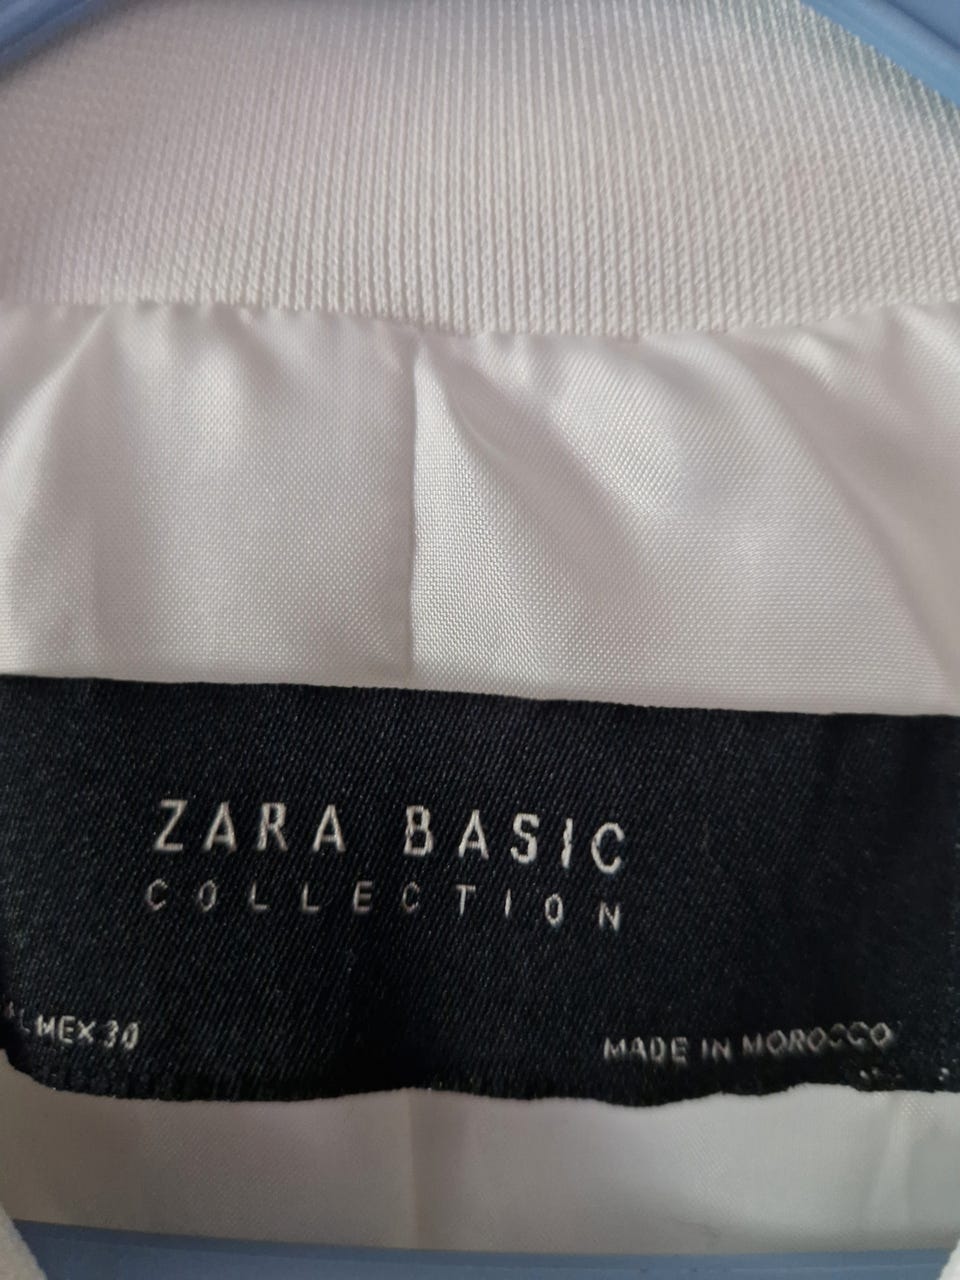 ZARA BASIC
COLLECTION
MEX 30
MADE IN MOROCCO